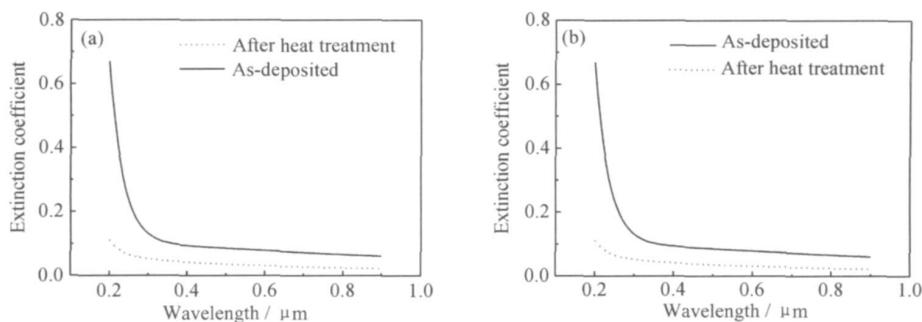 (a)
After heat treatment
As-deposited
Extinction coefficient
0.8
0.6
0.4
0.2
0.0
0.2 0.4 0.6 0.8 1.0
Wavelength / μm
(b)
As-deposited
After heat treatment
Extinction coefficient
0.8
0.6
0.4
0.2
0.0
0.2 0.4 0.6 0.8 1.0
Wavelength / μm